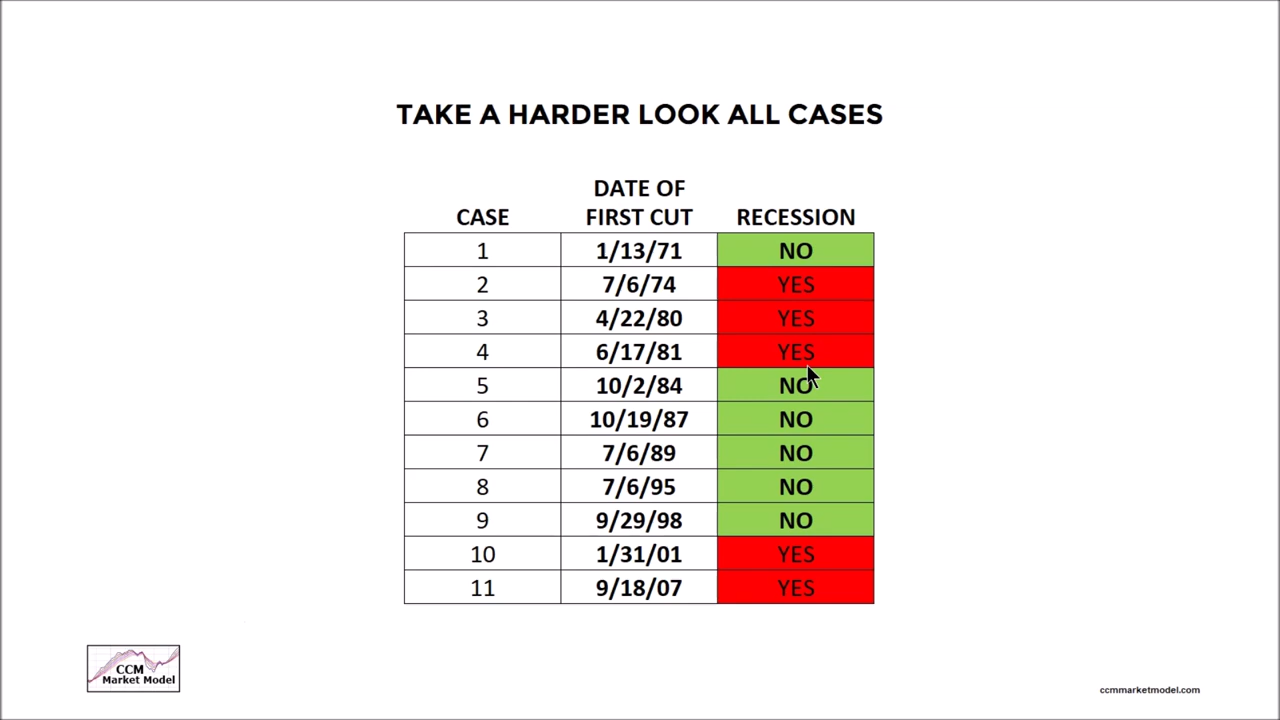 TAKE A HARDER LOOK ALL CASES
DATE OF
CASE FIRST CUT RECESSION
1 1/13/71 NO
2 7/6/74 YES
3 4/22/80 YES
4 6/17/81 YES
5 10/2/84 NO
6 10/19/87 NO
7 7/6/89 NO
8 7/6/95 NO
9 9/29/98 NO
10 1/31/01 YES
11 9/18/07 YES
CCM
Market Model
ccmmarketmodel.com